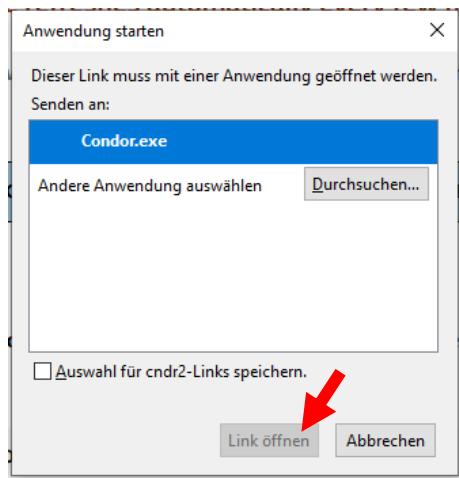 Anwendung starten
Dieser Link muss mit einer Anwendung geöffnet werden.
Senden an:
Condor.exe
Andere Anwendung auswählen
Durchsuchen...
Auswahl für cndr2-Links speichern.
Link öffnen
Abbrechen